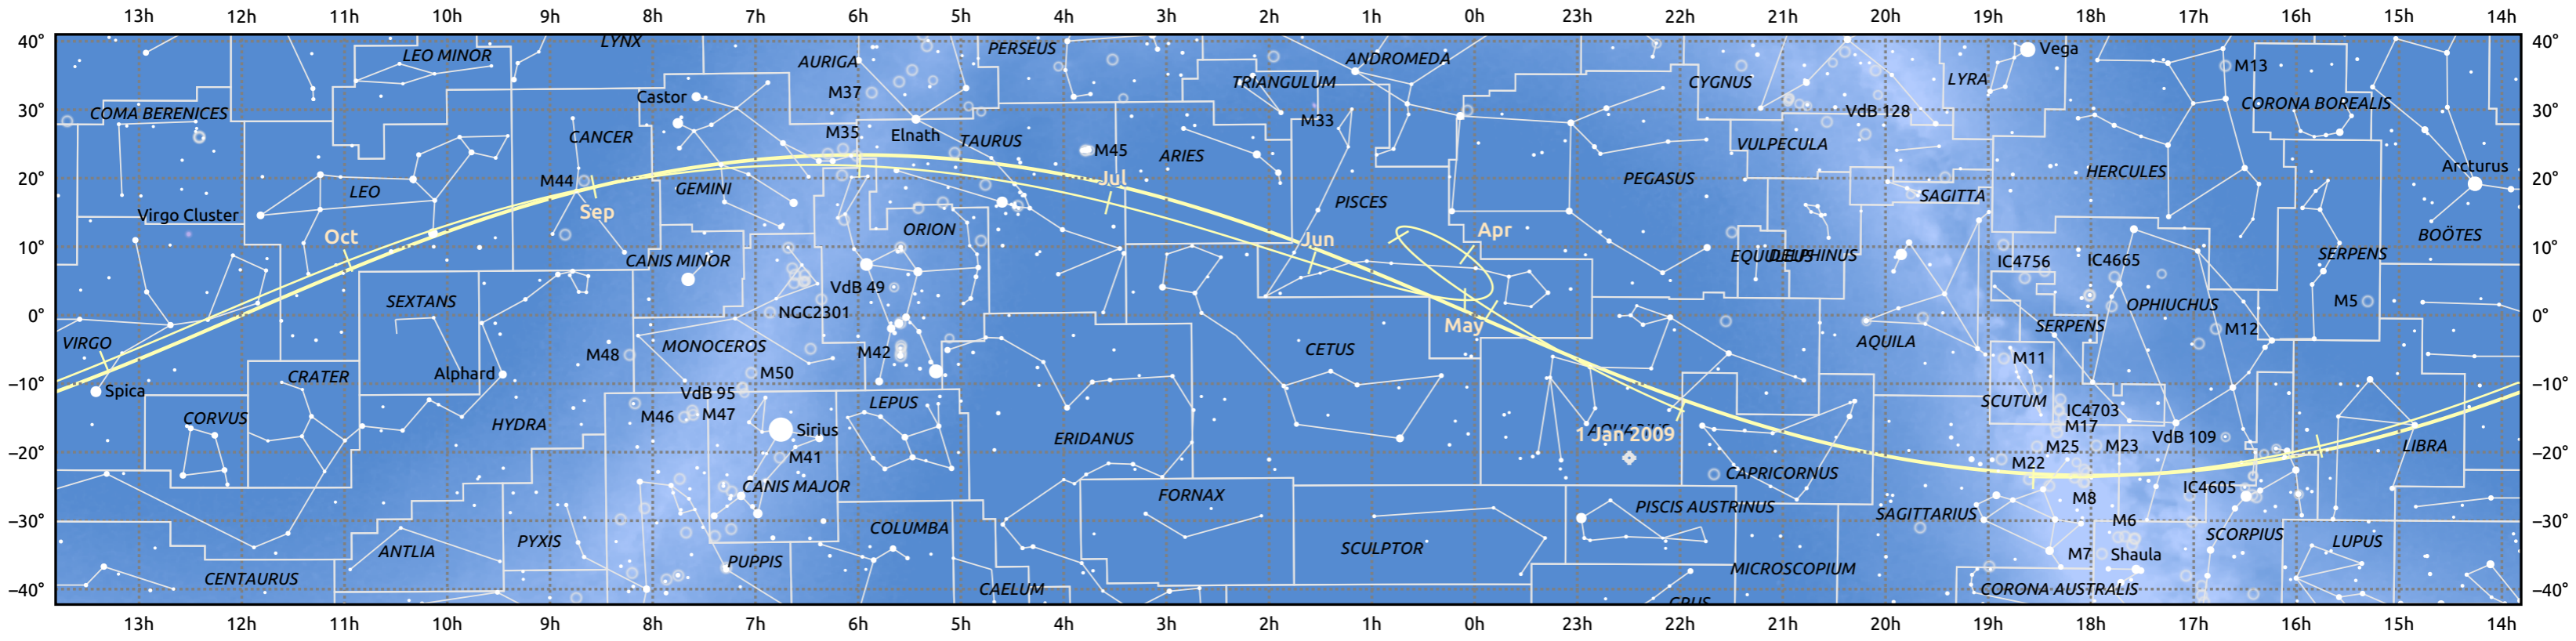 13h 12h 11h 10h 9h 8h 7h 6h 5h 4h 3h 2h 1h 0h 23h 22h 21h 20h 19h 18h 17h 16h 15h 14h
40° LYNX 40°
LEO MINOR PERSEUS ANDROMEDA Vega
AURIGA TRIANGULUM CYGNUS LYRA M13
Castor M37
30° COMA BERENICES VdB 128 CORONA BOREALIS 30°
CANCER M35 Elnath TAURUS M33 VULPECULA
M45 ARIES
20° M44 LEO GEMINI Jul PISCES PEGASUS SAGITTA HERCULES Arcturus 20°
Virgo Cluster Sep
Oct ORION Jun Apr BOÖTES
10° CANIS MINOR EQUULEUS DELPHINUS IC4756 IC4665 SERPENS 10°
SEXTANS VdB 49 OPHIUCHUS M5
0° NGC2301 May SERPENS M12 0°
VIRGO M48 MONOCEROS M42 CETUS AQUILA M11
−10° Spica CRATER Alphard M50 −10°
VdB 95 LEPUS SCUTUM IC4703
CORVUS HYDRA M46 M47 Sirius ERIDANUS AQUARIUS M17
1 Jan 2009 VdB 109
−20° M41 M25 M23 LIBRA −20°
CANIS MAJOR FORNAX CAPRICORNUS M22 IC4605
M8
−30° COLUMBA PISCIS AUSTRINUS SAGITTARIUS M6 SCORPIUS −30°
ANTLIA PYXIS PUPPIS SCULPTOR M7 Shaula LUPUS
−40° CENTAURUS CAELUM MICROSCOPIUM CORONA AUSTRALIS −40°
GRUS
13h 12h 11h 10h 9h 8h 7h 6h 5h 4h 3h 2h 1h 0h 23h 22h 21h 20h 19h 18h 17h 16h 15h 14h